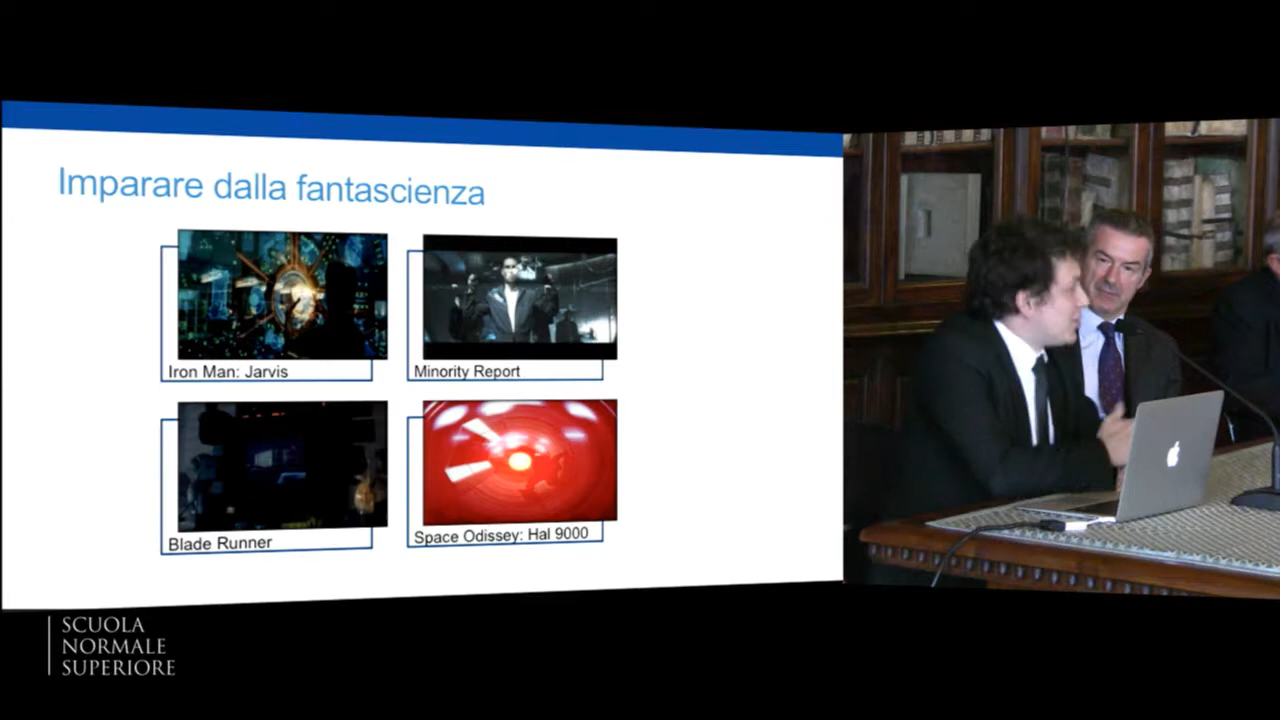 Imparare dalla fantascienza
Iron Man: Jarvis
Minority Report
Blade Runner
Space Odissey: Hal 9000
SCUOLA
NORMALE
SUPERIORE